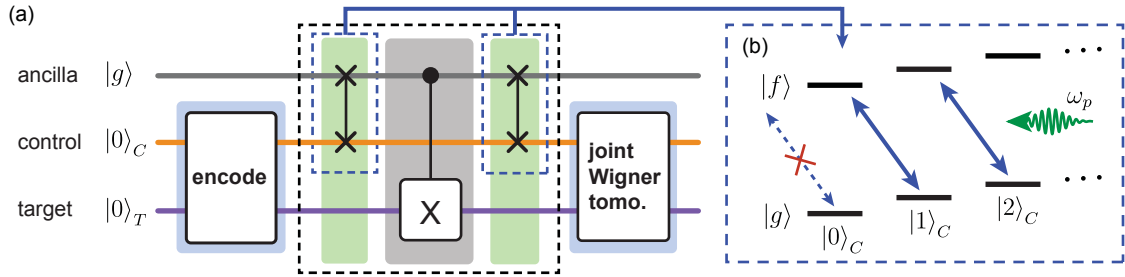 (a)
ancilla |g⟩
control |0⟩_C
target |0⟩_T
encode
X
joint
Wigner
tomo.
(b)
|f⟩
ω_p
|g⟩
|0⟩_C
|1⟩_C
|2⟩_C